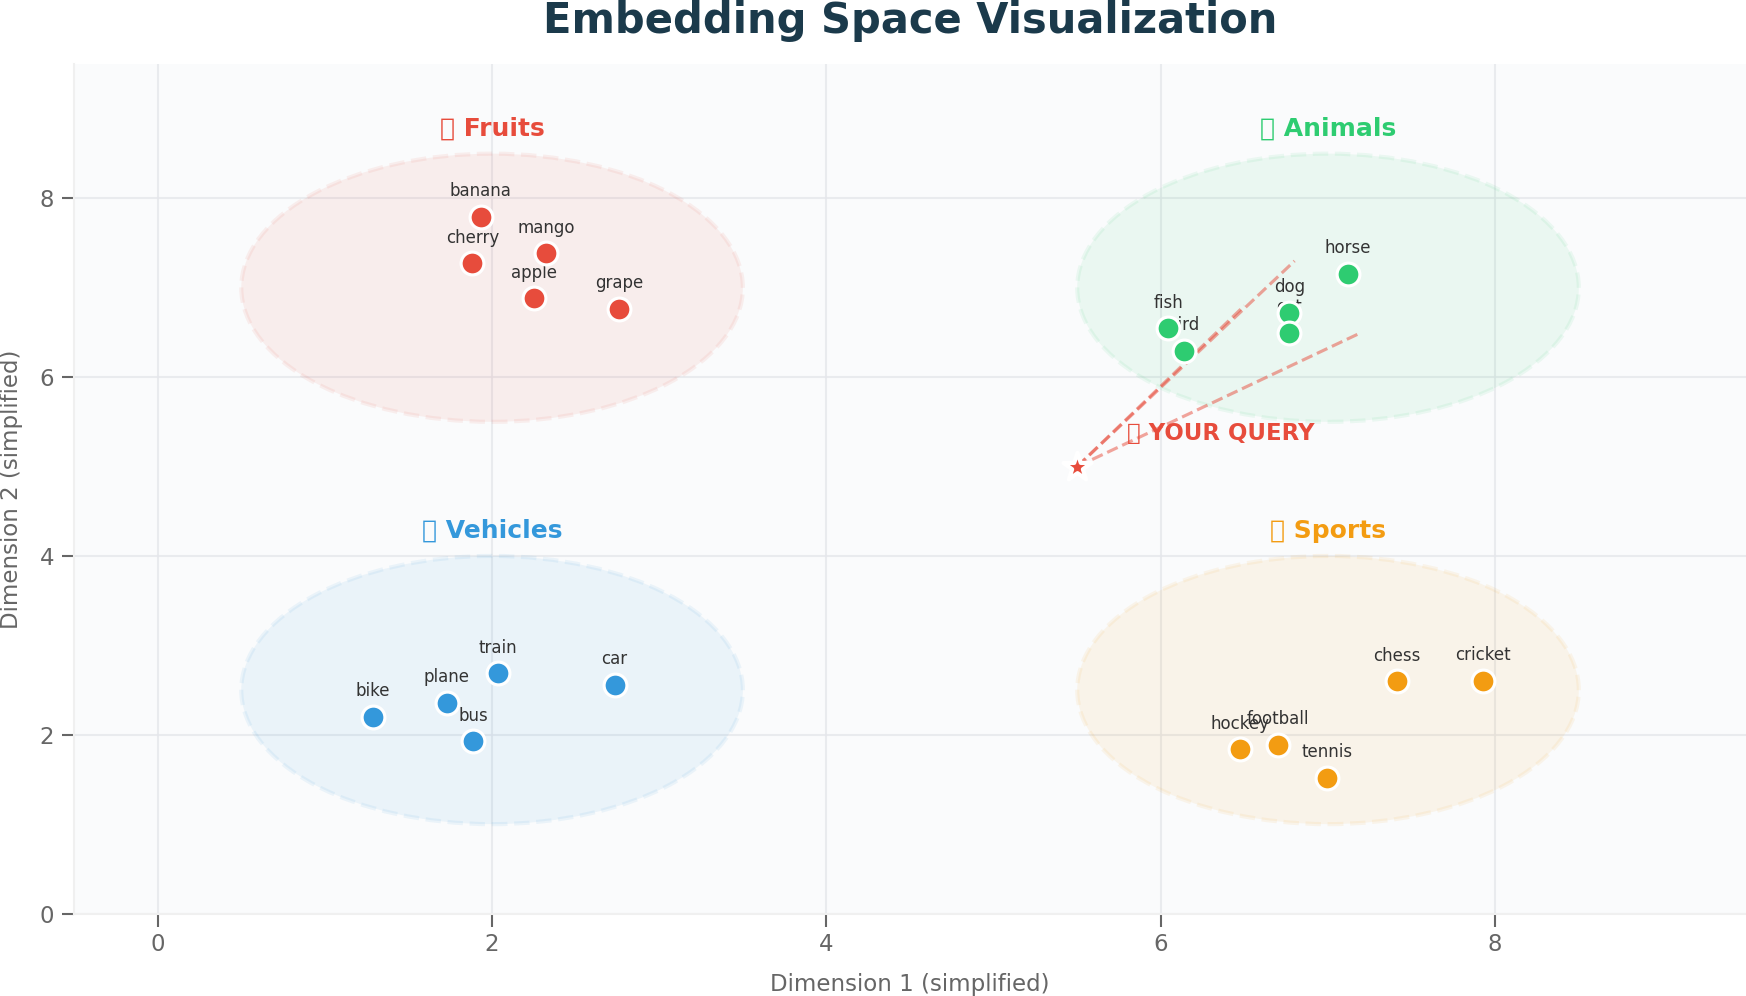 Embedding Space Visualization
Fruits
Animals
banana
mango
cherry
apple
grape
horse
dog
fish
YOUR QUERY
Vehicles
Sports
train
car
plane
bike
bus
chess
cricket
hockey
football
tennis
8
6
4
2
0
0 2 4 6 8
Dimension 1 (simplified)
Dimension 2 (simplified)